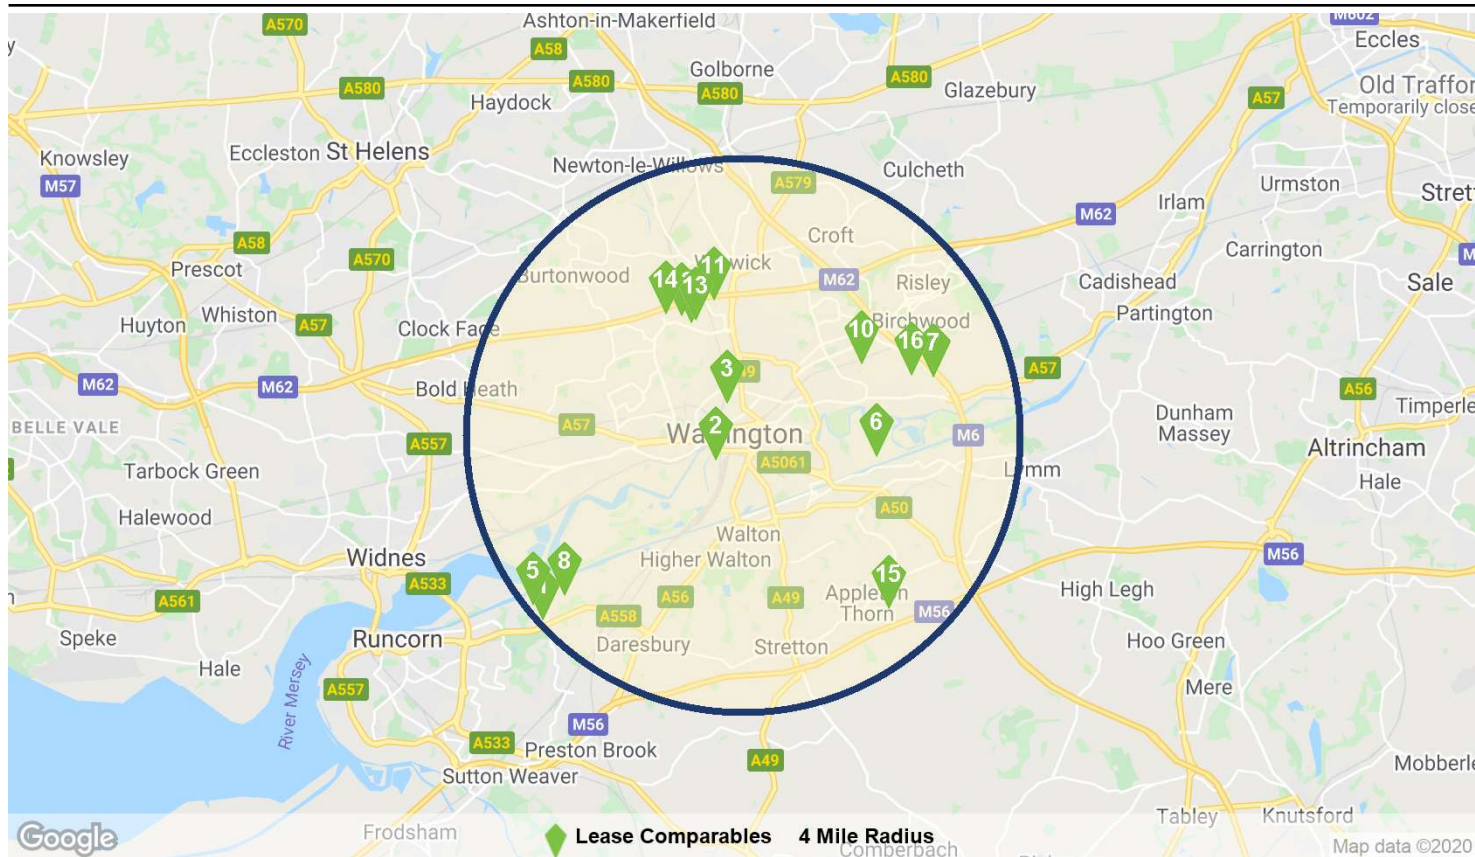 A570
Ashton-in-Makerfield
M602
Eccles
A58
Golborne
A580
A580
A580
A580
Haydock
Glazebury
A57
Old Traffor
Temporarily close
Knowsley
M57
Eccleston
St Helens
Newton-le-Willows
A579
Culcheth
Urmston
Stret
Irlam
M62
Croft
A58
A570
Carrington
Prescot
Burtonwood
14
13
11
M62
Risley
Cadishead
Sale
Whiston
Huyton
A57
Clock Face
10
Birchwood
16
7
Partington
3
A57
M62
M62
Bold Heath
A56
Timperle
BELLE VALE
A57
2
6
Dunham
Massey
A557
M6
Altrincham
Tarbock Green
A5061
Lymm
Hale
Halewood
A50
Walton
Widnes
5
8
Higher Walton
M56
A533
15
Appleton
Thorn
High Legh
A561
A56
A49
M56
A558
Speke
Runcorn
Daresbury
Stretton
Hoo Green
Hale
A557
Mere
River Mersey
M56
A533
Preston Brook
A49
Sutton Weaver
Mobberle
Tabley
Knutsford
Google
Frodsham
Lease Comparables
4 Mile Radius
Comberbach
Map data ©2020